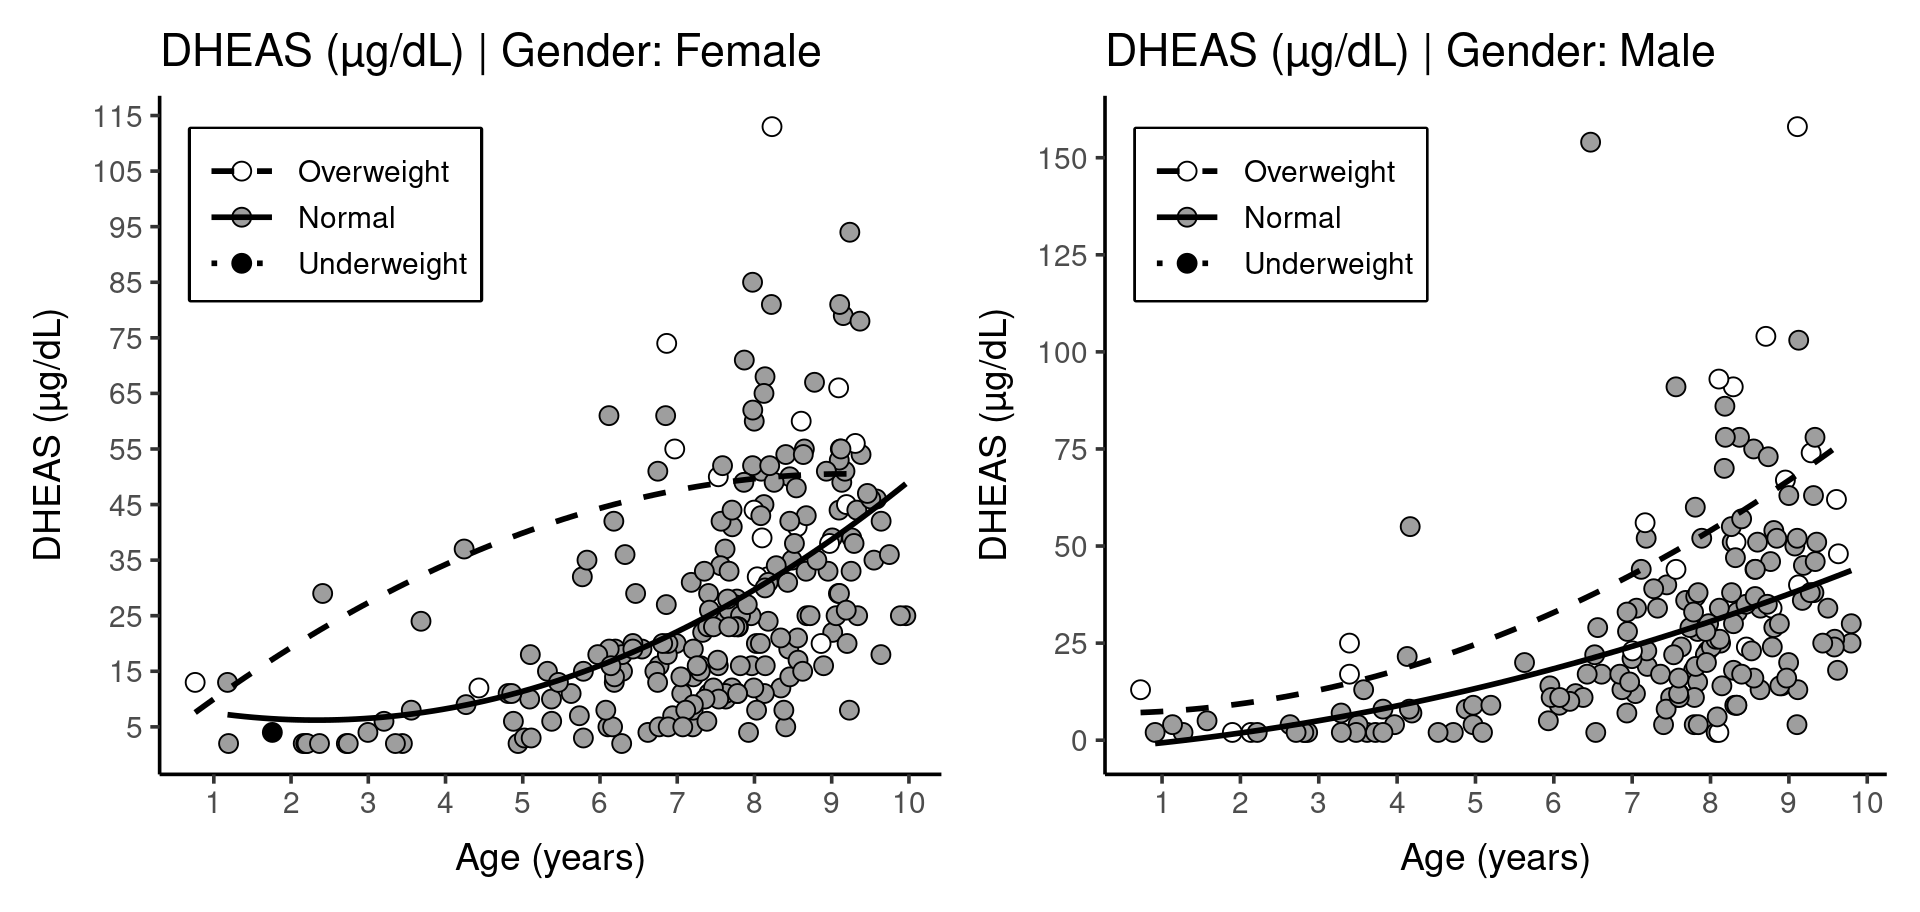 DHEAS (µg/dL) | Gender: Female
DHEAS (µg/dL)
115
105
95
85
75
65
55
45
35
25
15
5
Overweight
Normal
Underweight
1 2 3 4 5 6 7 8 9 10
Age (years)
DHEAS (µg/dL) | Gender: Male
DHEAS (µg/dL)
150
125
100
75
50
25
0
Overweight
Normal
Underweight
1 2 3 4 5 6 7 8 9 10
Age (years)